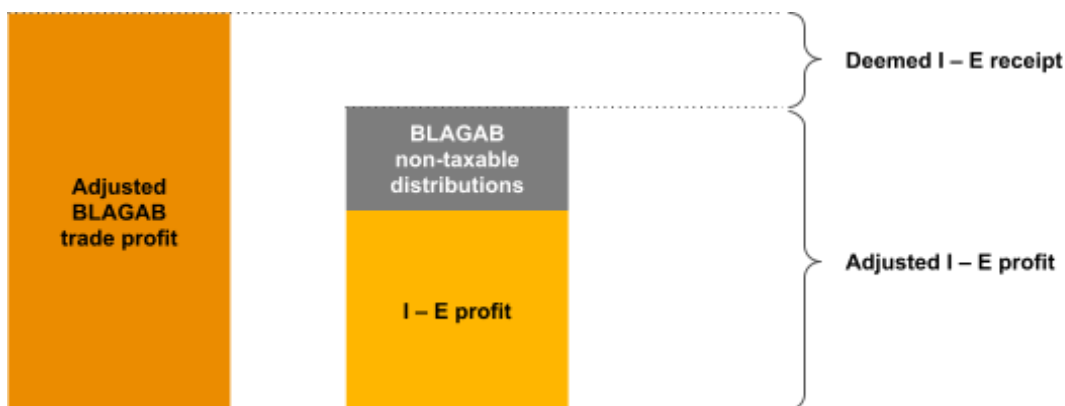 Deemed I – E receipt
BLAGAB
non-taxable
distributions
Adjusted
BLAGAB
trade profit
Adjusted I – E profit
I – E profit